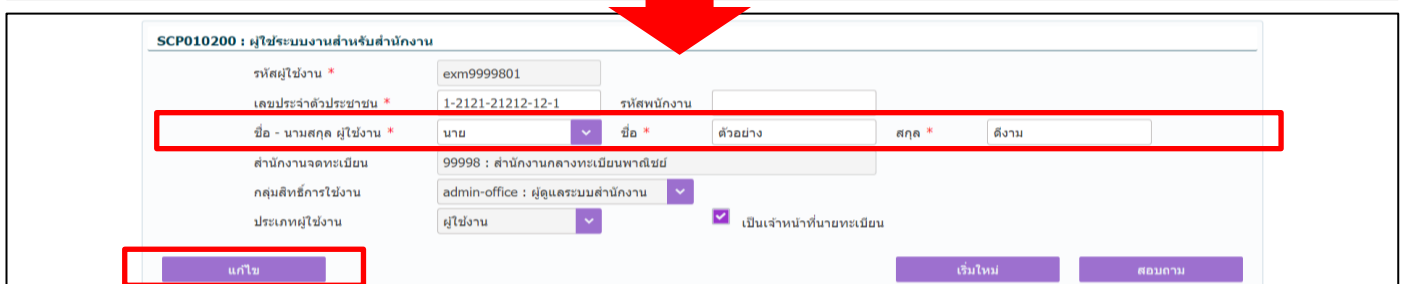 SCP010200 : ผู้ใช้ระบบงานสำหรับสำนักงาน
รหัสผู้ใช้งาน * exm9999801
เลขประจำตัวประชาชน * 1-2121-21212-12-1 รหัสพนักงาน
ชื่อ - นามสกุล ผู้ใช้งาน * นาย ชื่อ * ตัวอย่าง สกุล * ดีงาม
สำนักงานจดทะเบียน 99998 : สำนักงานกลางทะเบียนพาณิชย์
กลุ่มสิทธิ์การใช้งาน admin-office : ผู้ดูแลระบบสำนักงาน
ประเภทผู้ใช้งาน ผู้ใช้งาน เป็นเจ้าหน้าที่นายทะเบียน
แก้ไข เริ่มใหม่ สอบถาม